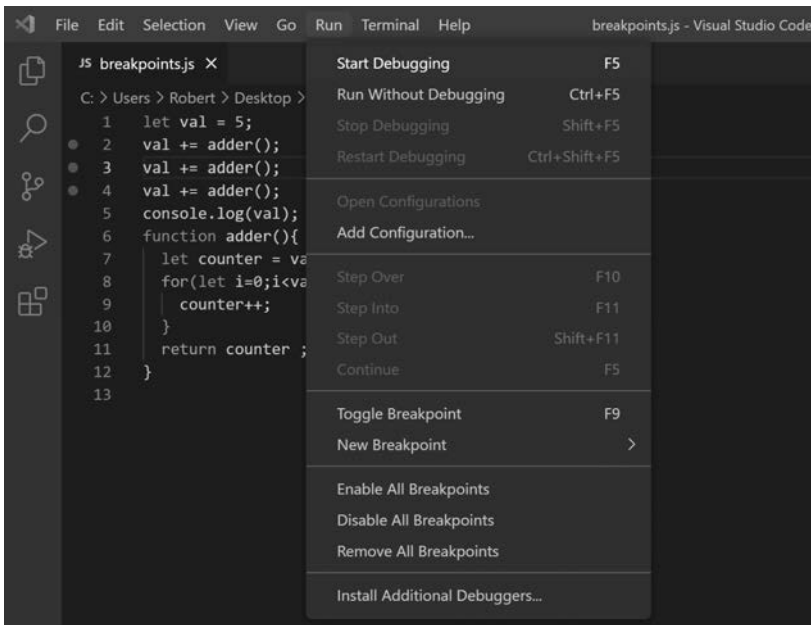 File Edit Selection View Go Run Terminal Help breakpoints.js - Visual Studio Code
JS breakpoints.js ×
C: > Users > Robert > Desktop >
1 let val = 5;
2 val += adder();
3 val += adder();
4 val += adder();
5 console.log(val);
6 function adder(){
7 let counter = va
8 for(let i=0;i<va
9 counter++;
10 }
11 return counter ;
12 }
13
Start Debugging F5
Run Without Debugging Ctrl+F5
Stop Debugging Shift+F5
Restart Debugging Ctrl+Shift+F5
Open Configurations
Add Configuration...
Step Over F10
Step Into F11
Step Out Shift+F11
Continue F5
Toggle Breakpoint F9
New Breakpoint >
Enable All Breakpoints
Disable All Breakpoints
Remove All Breakpoints
Install Additional Debuggers...